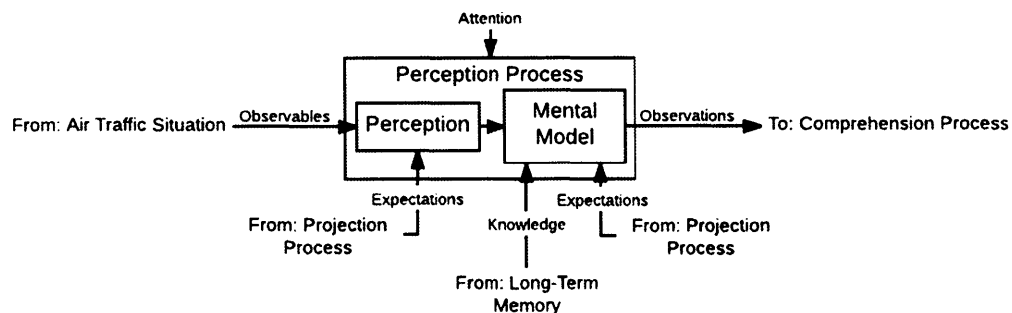 Attention
Perception Process
From: Air Traffic Situation
Observables
Perception
Mental
Model
Observations
To: Comprehension Process
Expectations
From: Projection
Process
Knowledge
From: Long-Term
Memory
Expectations
From: Projection
Process